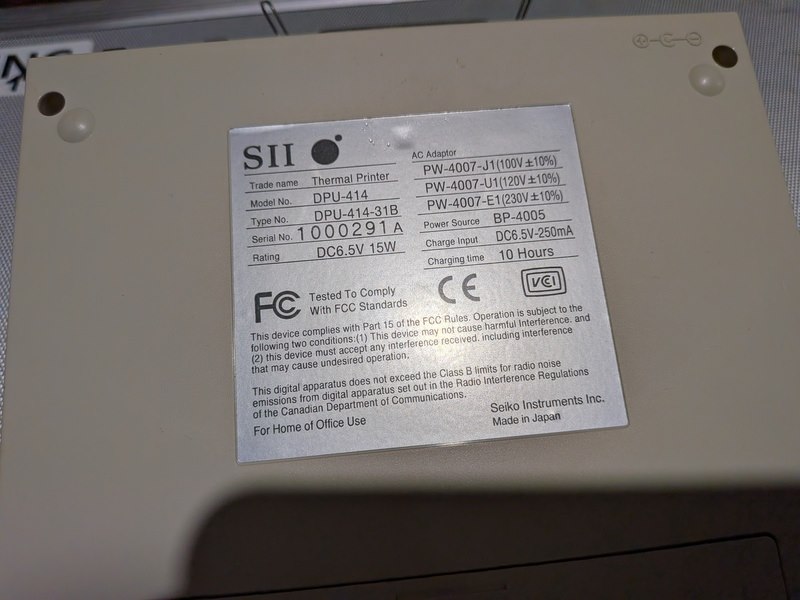 SII
Trade name Thermal Printer
Model No. DPU-414
Type No. DPU-414-31B
Serial No. 1000291A
Rating DC6.5V 15W
AC Adaptor
PW-4007-J1(100V±10%)
PW-4007-U1(120V±10%)
PW-4007-E1(230V±10%)
Power Source BP-4005
Charge Input DC6.5V-250mA
Charging time 10 Hours
FC Tested To Comply
With FCC Standards
CE
VCI
This device complies with Part 15 of the FCC Rules. Operation is subject to the
following two conditions:(1) This device may not cause harmful Interference. and
(2) this device must accept any interference received. including interference
that may cause undesired operation.
This digital apparatus does not exceed the Class B limits for radio noise
emissions from digital apparatus set out in the Radio Interference Regulations
of the Canadian Department of Communications.
For Home of Office Use
Seiko Instruments Inc.
Made in Japan